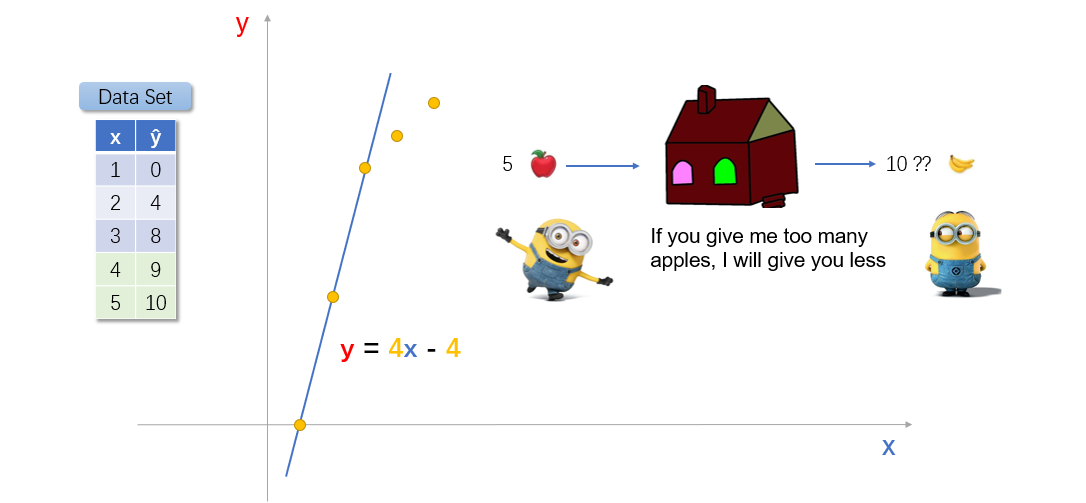 y
Data Set
x ŷ
1 0
2 4
3 8
4 9
5 10
5
10 ??
If you give me too many
apples, I will give you less
y = 4x - 4
x